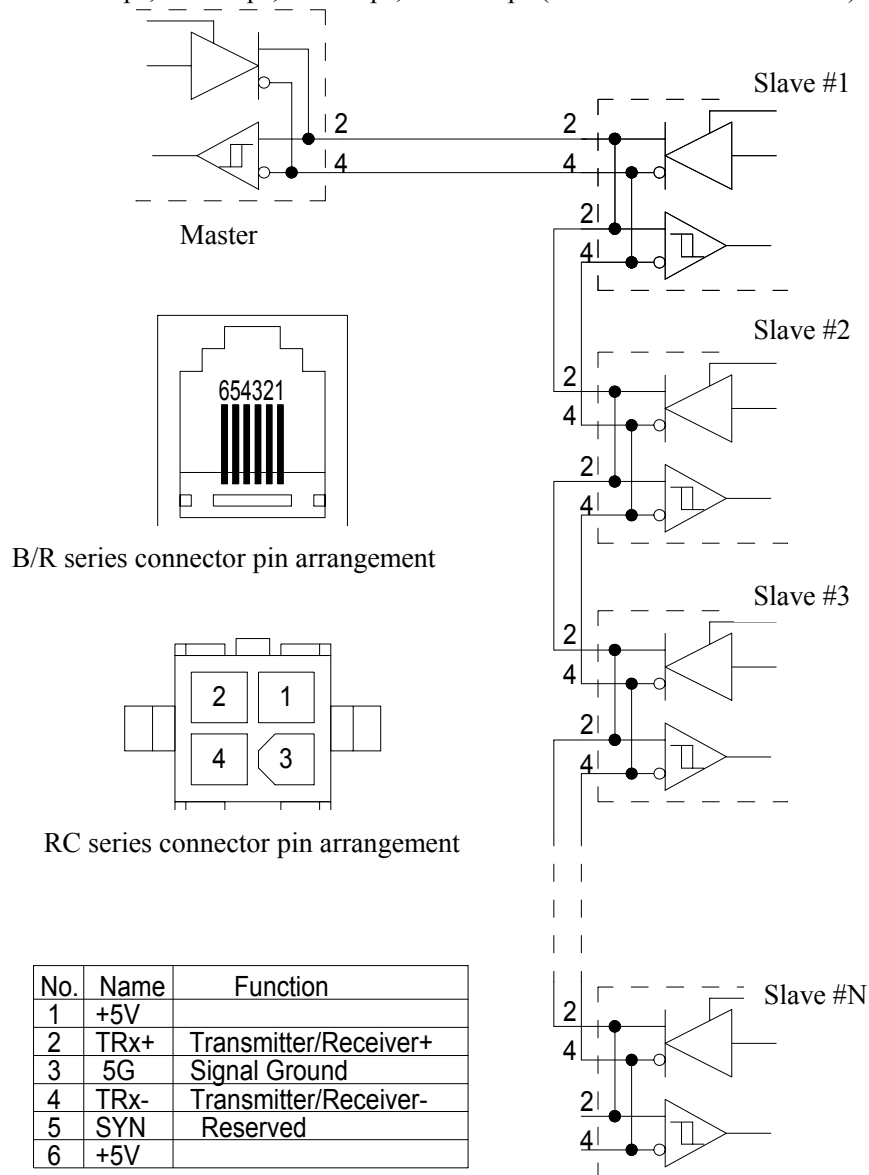 Slave #1
2 2
4 4
2
4
Master
Slave #2
2
4
2
4
654321
B/R series connector pin arrangement
Slave #3
2
4
2
4
2 1
4 3
RC series connector pin arrangement
No. Name Function
1 +5V
2 TRx+ Transmitter/Receiver+
3 5G Signal Ground
4 TRx- Transmitter/Receiver-
5 SYN Reserved
6 +5V
Slave #N
2
4
2
4